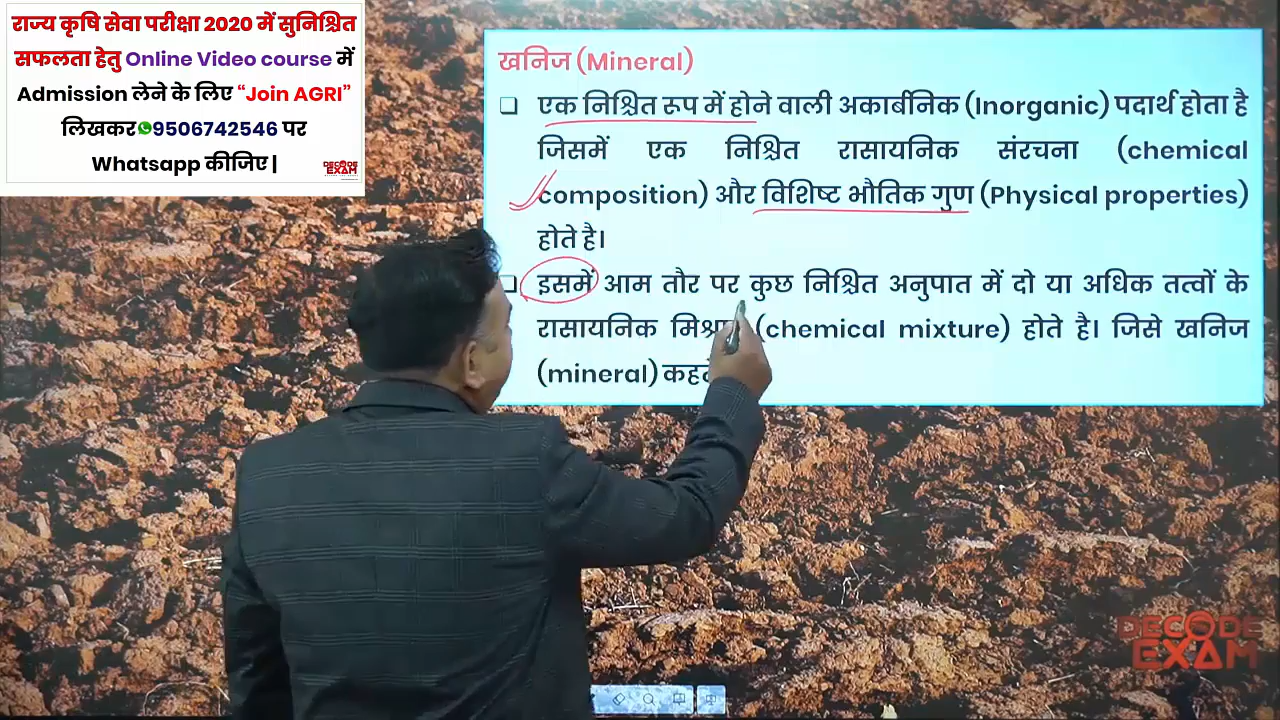 राज्य कृषि सेवा परीक्षा 2020 में सुनिश्चित
सफलता हेतु Online Video course में
Admission लेने के लिए “Join AGRI”
लिखकर 9506742546 पर
Whatsapp कीजिए |
DECODE
EXAM
खनिज (Mineral)
एक निश्चित रूप में होने वाली अकार्बनिक (Inorganic) पदार्थ होता है
जिसमें एक निश्चित रासायनिक संरचना (chemical
composition) और विशिष्ट भौतिक गुण (Physical properties)
होते है।
इसमें आम तौर पर कुछ निश्चित अनुपात में दो या अधिक तत्वों के
रासायनिक (chemical mixture) होते है। जिसे खनिज
(mineral)
DECODE
EXAM